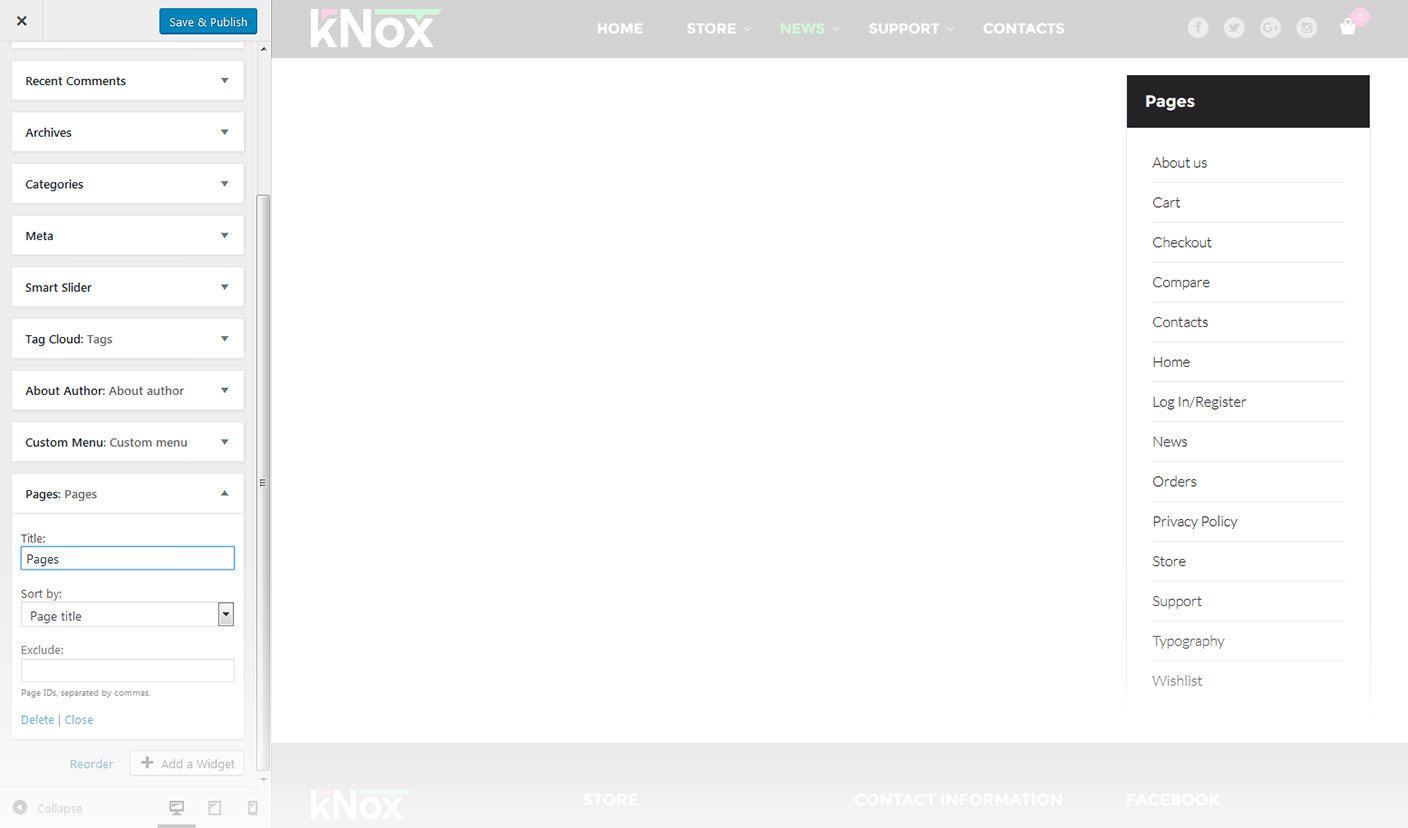 Save & Publish
Recent Comments
Archives
Categories
Meta
Smart Slider
Tag Cloud: Tags
About Author: About author
Custom Menu: Custom menu
Pages: Pages
Title:
Pages
Sort by:
Page title
Exclude:
Page IDs, separated by commas.
Delete | Close
Reorder
Add a Widget
Collapse
kNox
HOME
STORE
NEWS
SUPPORT
CONTACTS
0
Pages
About us
Cart
Checkout
Compare
Contacts
Home
Log In/Register
News
Orders
Privacy Policy
Store
Support
Typography
Wishlist
kNox
STORE
CONTACT INFORMATION
FACEBOOK